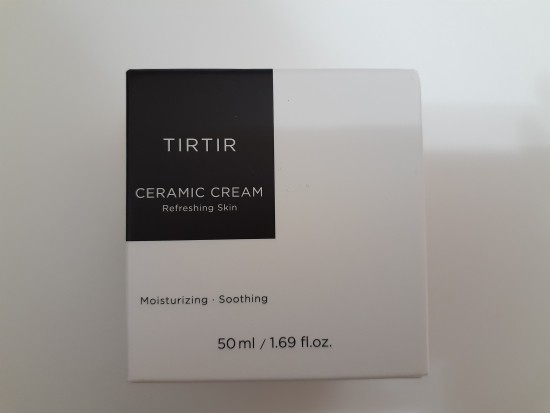 TIRTIR
CERAMIC CREAM
Refreshing Skin
Moisturizing · Soothing
50 ml / 1.69 fl.oz.